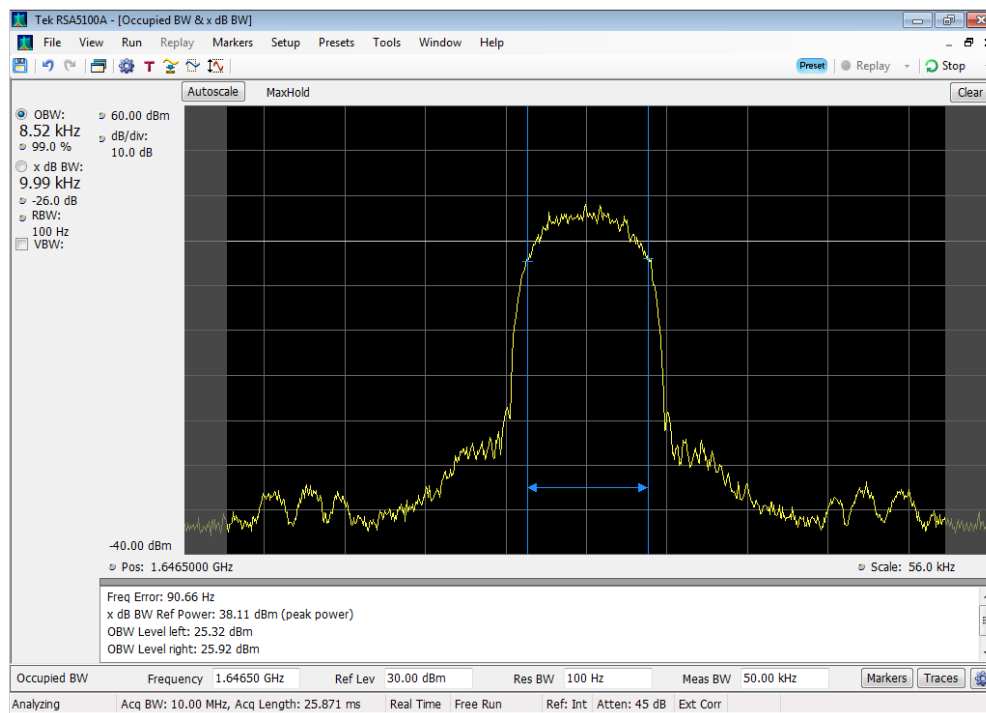 Tek RSA5100A - [Occupied BW & x dB BW]
File View Run Replay Markers Setup Presets Tools Window Help
Preset Replay Stop
Autoscale MaxHold Clear
OBW:
8.52 kHz
99.0 %
x dB BW:
9.99 kHz
-26.0 dB
RBW:
100 Hz
VBW:
60.00 dBm
dB/div:
10.0 dB
-40.00 dBm
Pos: 1.6465000 GHz Scale: 56.0 kHz
Freq Error: 90.66 Hz
x dB BW Ref Power: 38.11 dBm (peak power)
OBW Level left: 25.32 dBm
OBW Level right: 25.92 dBm
Occupied BW Frequency 1.64650 GHz Ref Lev 30.00 dBm Res BW 100 Hz Meas BW 50.00 kHz Markers Traces
Analyzing Acq BW: 10.00 MHz, Acq Length: 25.871 ms Real Time Free Run Ref: Int Atten: 45 dB Ext Corr